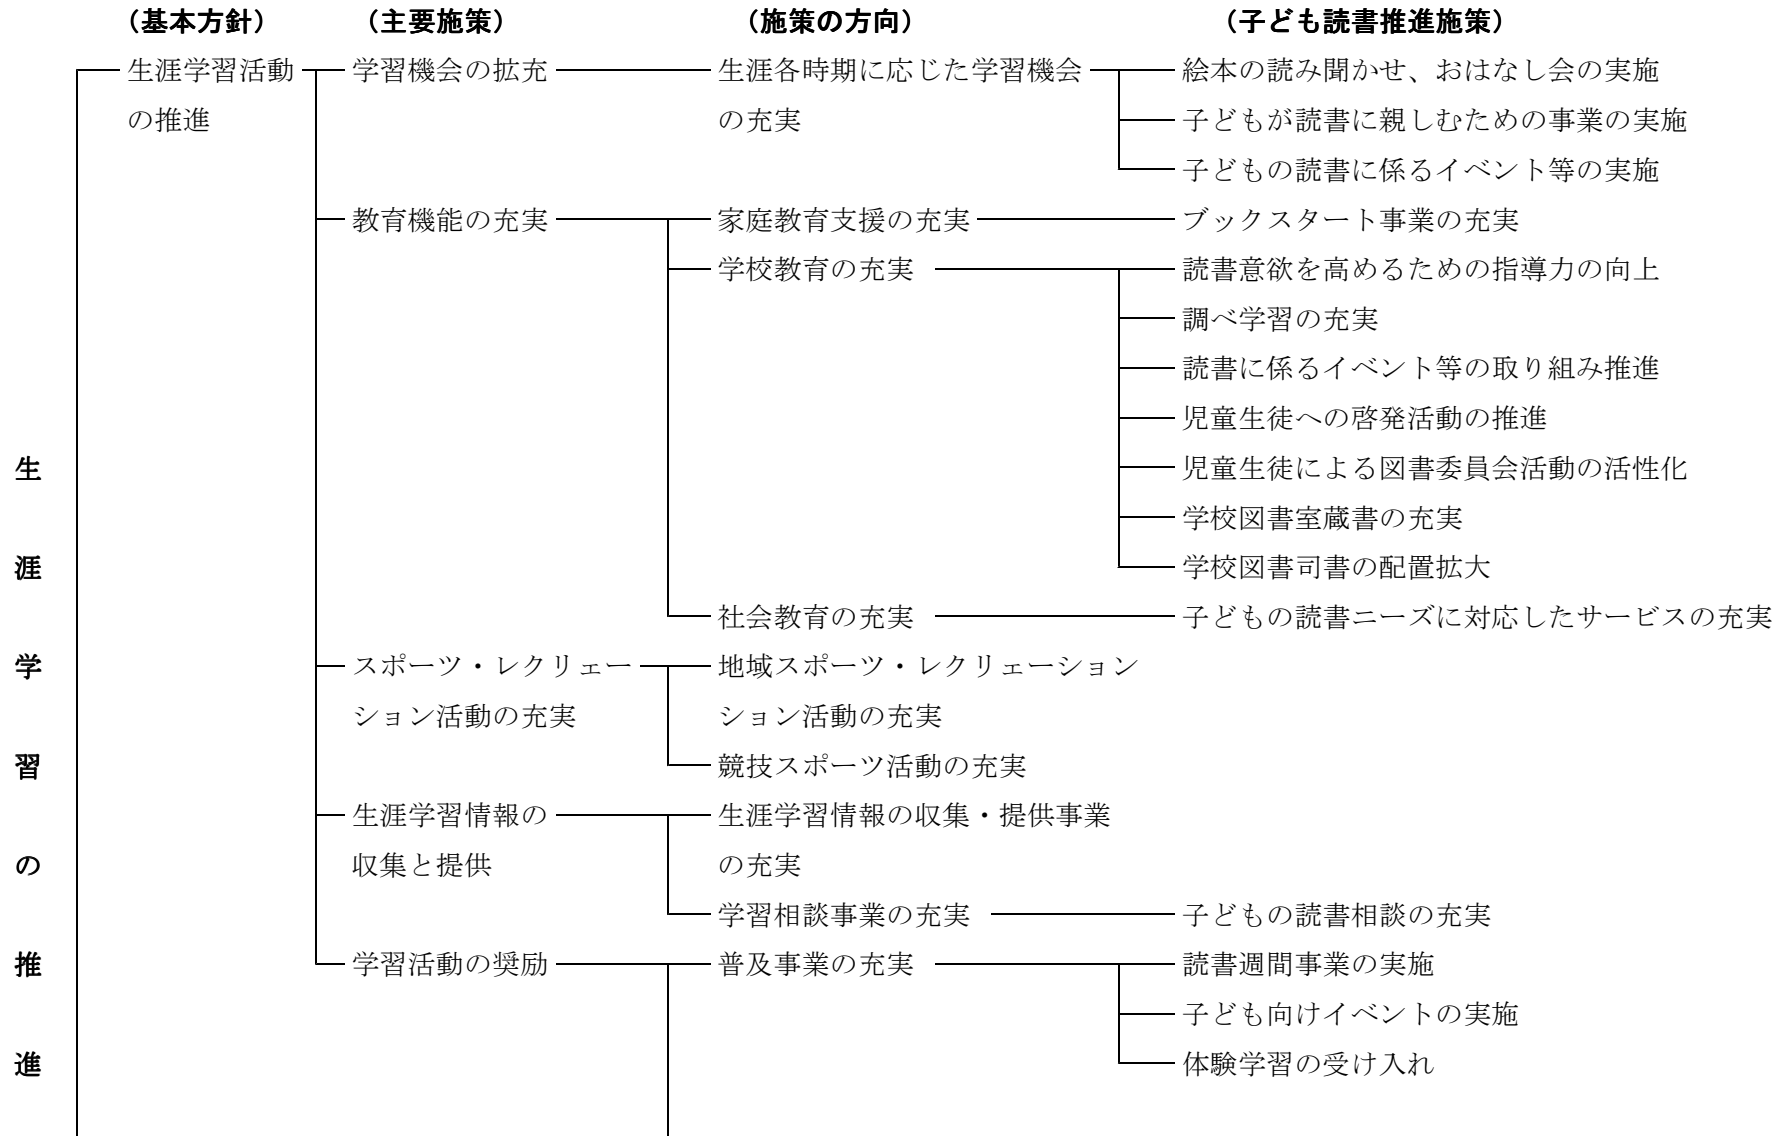 （基本方針） （主要施策） （施策の方向） （子ども読書推進施策）
生涯学習活動 学習機会の拡充 生涯各時期に応じた学習機会 絵本の読み聞かせ、おはなし会の実施
の推進 の充実 子どもが読書に親しむための事業の実施
子どもの読書に係るイベント等の実施
教育機能の充実 家庭教育支援の充実 ブックスタート事業の充実
学校教育の充実 読書意欲を高めるための指導力の向上
調べ学習の充実
読書に係るイベント等の取り組み推進
児童生徒への啓発活動の推進
児童生徒による図書委員会活動の活性化
学校図書室蔵書の充実
学校図書司書の配置拡大
社会教育の充実 子どもの読書ニーズに対応したサービスの充実
スポーツ・レクリェー 地域スポーツ・レクリェーション
ション活動の充実 ション活動の充実
競技スポーツ活動の充実
生涯学習情報の 生涯学習情報の収集・提供事業
収集と提供 の充実
学習相談事業の充実 子どもの読書相談の充実
学習活動の奨励 普及事業の充実 読書週間事業の実施
子ども向けイベントの実施
体験学習の受け入れ
生涯学習の推進